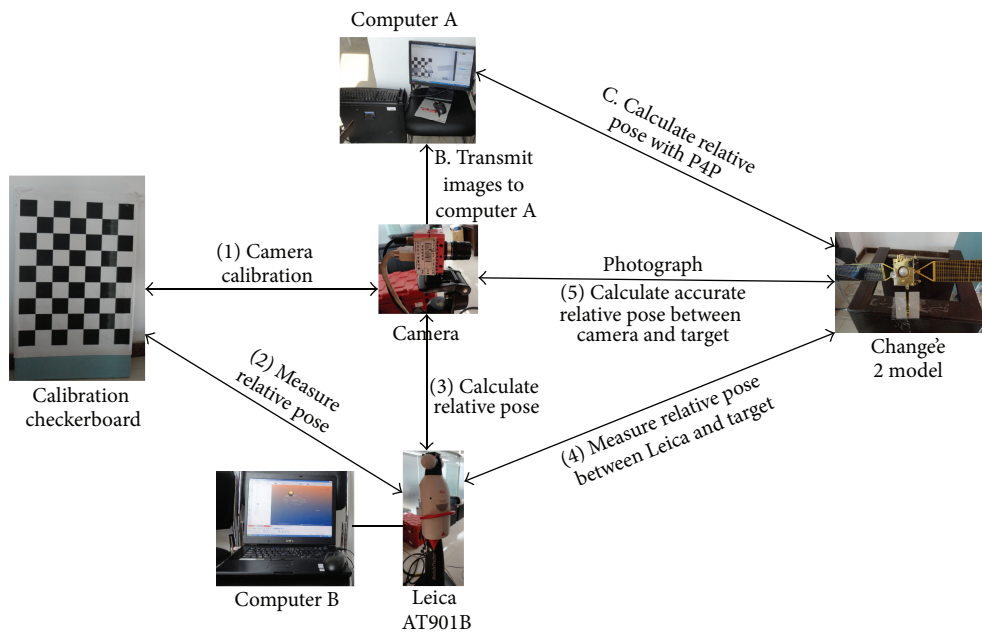 Computer A
C. Calculate relative
pose with P4P
B. Transmit
images to
computer A
(1) Camera
calibration
Photograph
(5) Calculate accurate
relative pose between
camera and target
Camera
Chang'e
2 model
Calibration
checkerboard
(2) Measure
relative pose
(3) Calculate
relative pose
(4) Measure relative pose
between Leica and target
Computer B
Leica
AT901B